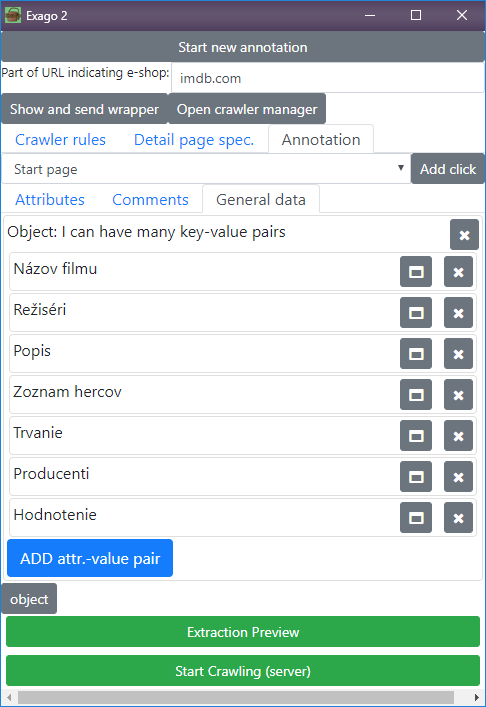 Exago 2
Start new annotation
Part of URL indicating e-shop: imdb.com
Show and send wrapper Open crawler manager
Crawler rules Detail page spec. Annotation
Start page Add click
Attributes Comments General data
Object: I can have many key-value pairs
Názov filmu
Režiséri
Popis
Zoznam hercov
Trvanie
Producenti
Hodnotenie
ADD attr.-value pair
object
Extraction Preview
Start Crawling (server)